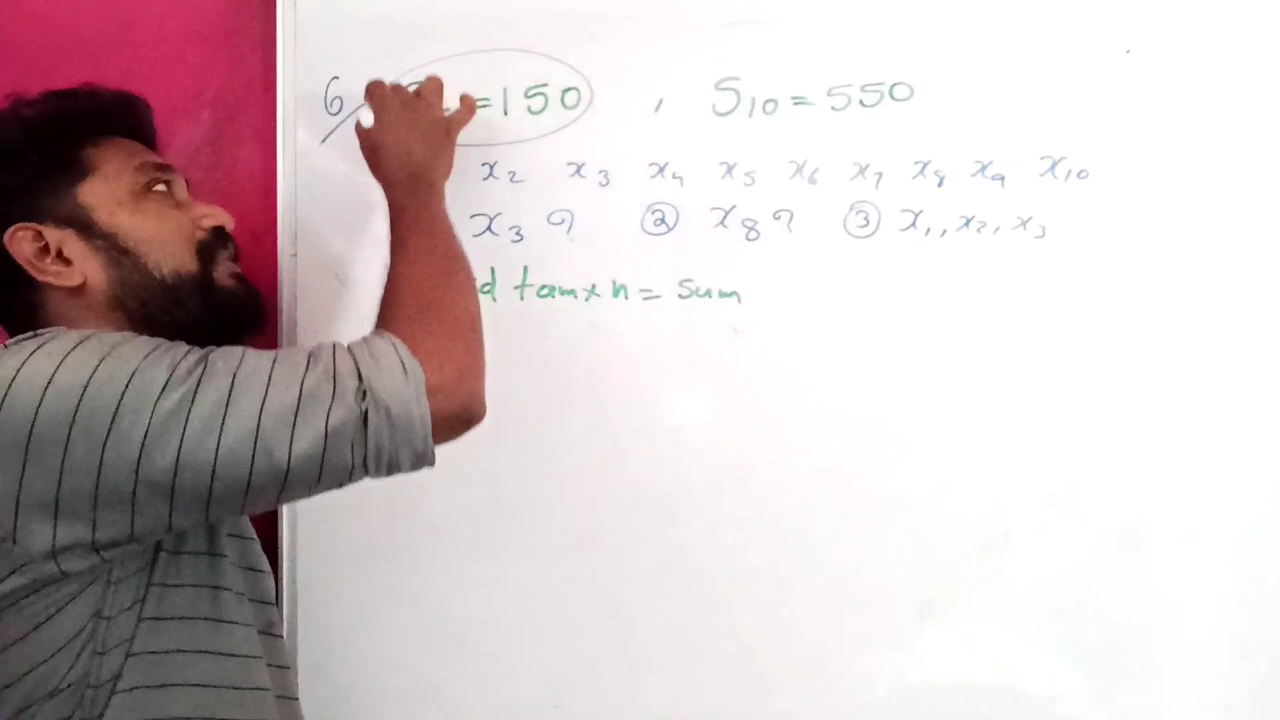 6 =150 , S10 = 550
x2 x3 x4 x5 x6 x7 x8 x9 x10
x3 ? ② x8 ? ③ x1, x2, x3
tam × n = sum